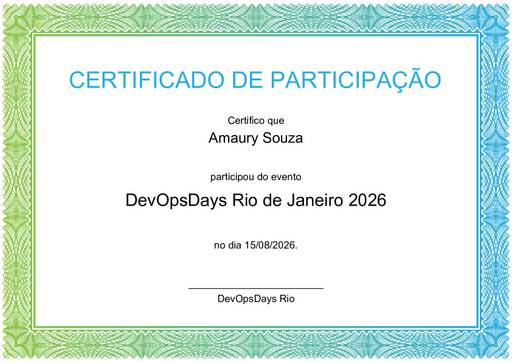 CERTIFICADO DE PARTICIPAÇÃO
Certifico que
Amaury Souza
participou do evento
DevOpsDays Rio de Janeiro 2026
no dia 15/08/2026.
DevOpsDays Rio